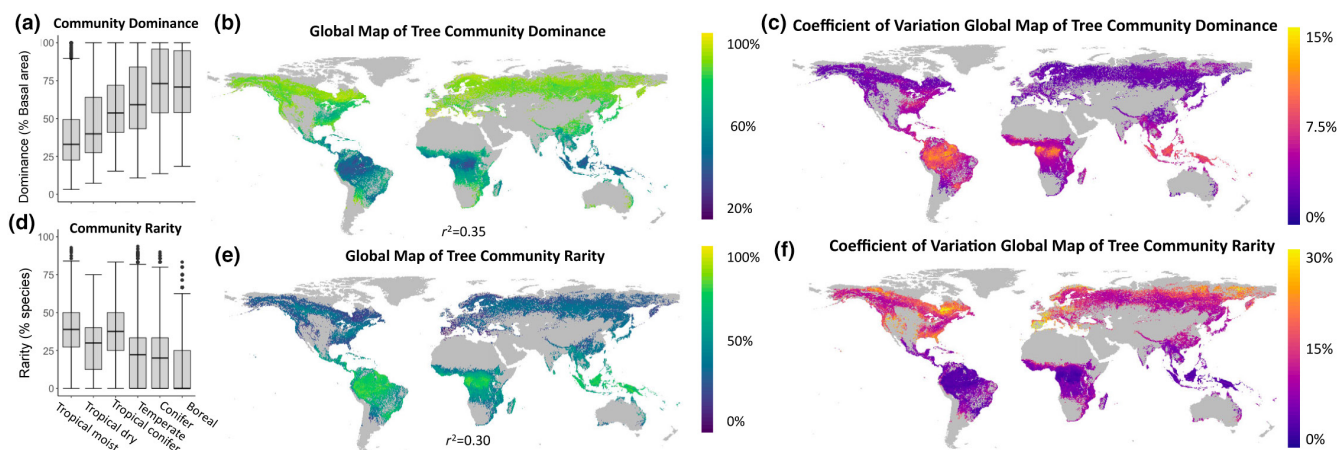 (a) Community Dominance
Dominance (% Basal area)
100
75
50
25
0
(b)
Global Map of Tree Community Dominance
100%
60%
20%
r²=0.35
(c) Coefficient of Variation Global Map of Tree Community Dominance
15%
7.5%
0%
(d) Community Rarity
Rarity (% species)
100
75
50
25
0
Tropical moist
Tropical dry
Tropical conifer
Temperate
Conifer
Boreal
(e)
Global Map of Tree Community Rarity
100%
50%
0%
r²=0.30
(f)
Coefficient of Variation Global Map of Tree Community Rarity
30%
15%
0%